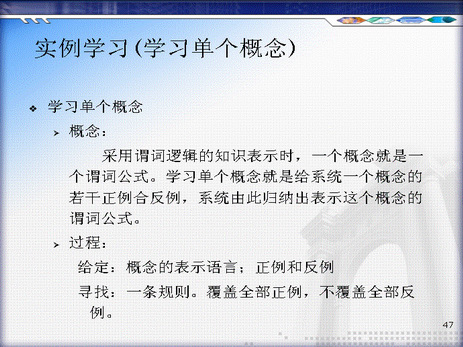 实例学习(学习单个概念)
学习单个概念
概念：
采用谓词逻辑的知识表示时，一个概念就是一
个谓词公式。学习单个概念就是给系统一个概念的
若干正例合反例，系统由此归纳出表示这个概念的
谓词公式。
过程：
给定：概念的表示语言；正例和反例
寻找：一条规则。覆盖全部正例，不覆盖全部反
例。
47